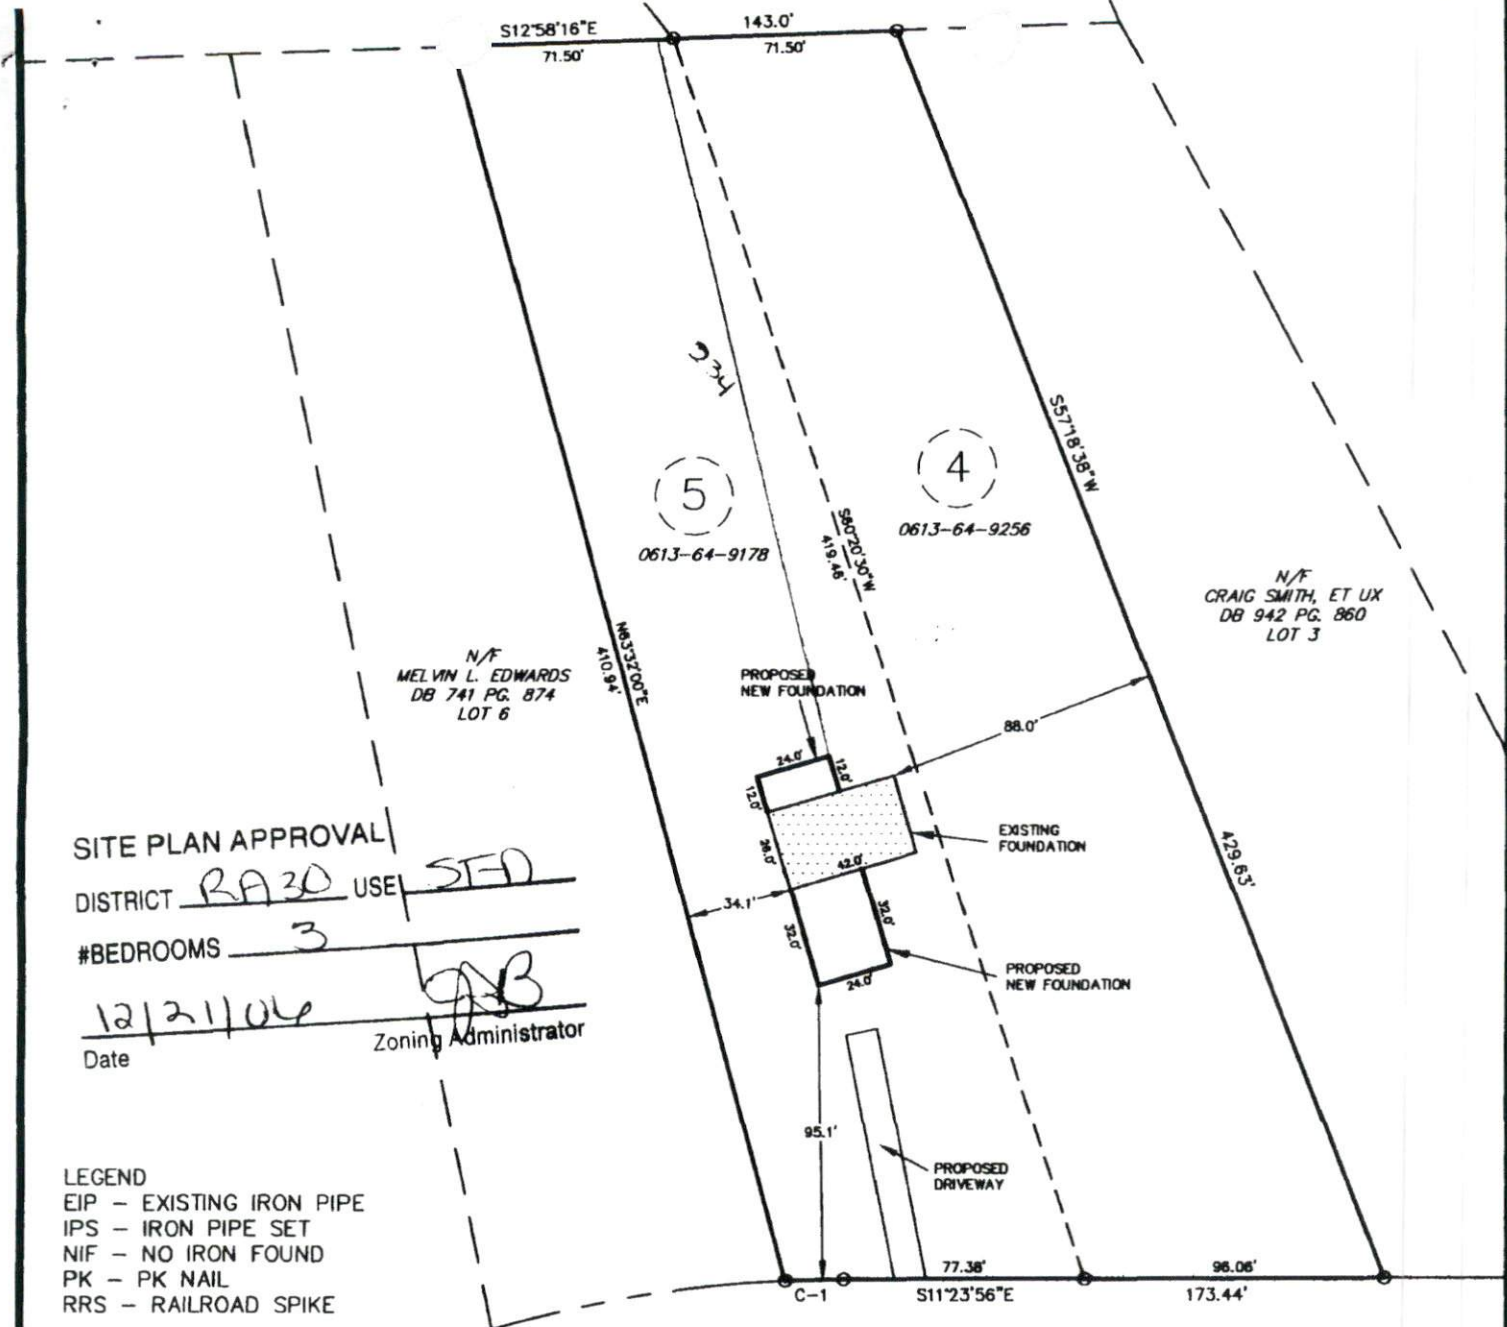 S12°58'16"E
71.50'
143.0'
71.50'
234
5
0613-64-9178
4
0613-64-9256
S57°18'38"W
429.63'
S60°20'30"W
419.46'
N63°32'00"E
410.94'
N/F
CRAIG SMITH, ET UX
DB 942 PG. 860
LOT 3
N/F
MELVIN L. EDWARDS
DB 741 PG. 874
LOT 6
PROPOSED
NEW FOUNDATION
88.0'
24.0'
12.0'
12.0'
EXISTING
FOUNDATION
42.0'
34.1'
32.0'
32.0'
24.0'
PROPOSED
NEW FOUNDATION
SITE PLAN APPROVAL
DISTRICT RA30 USE SFD
#BEDROOMS 3
Date
Zoning Administrator
95.1'
PROPOSED
DRIVEWAY
LEGEND
EIP - EXISTING IRON PIPE
IPS - IRON PIPE SET
NIF - NO IRON FOUND
PK - PK NAIL
RRS - RAILROAD SPIKE
C-1
77.38'
S11°23'56"E
96.06'
173.44'